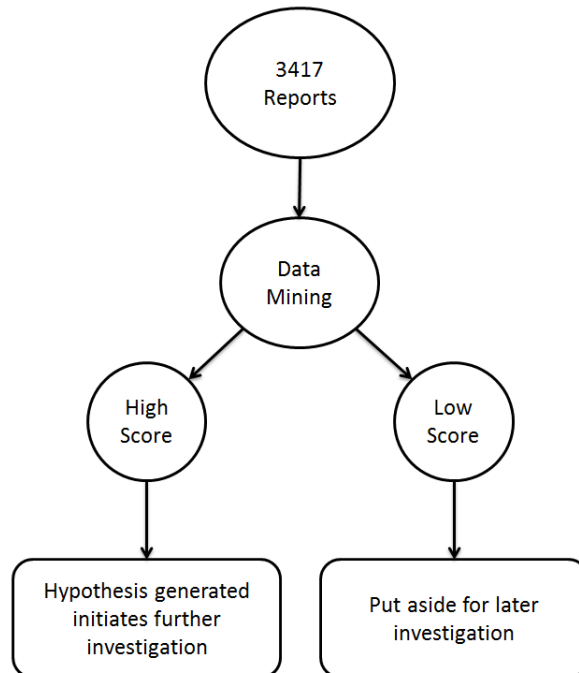 3417
Reports
Data
Mining
High
Score
Low
Score
Hypothesis generated
initiates further
investigation
Put aside for later
investigation